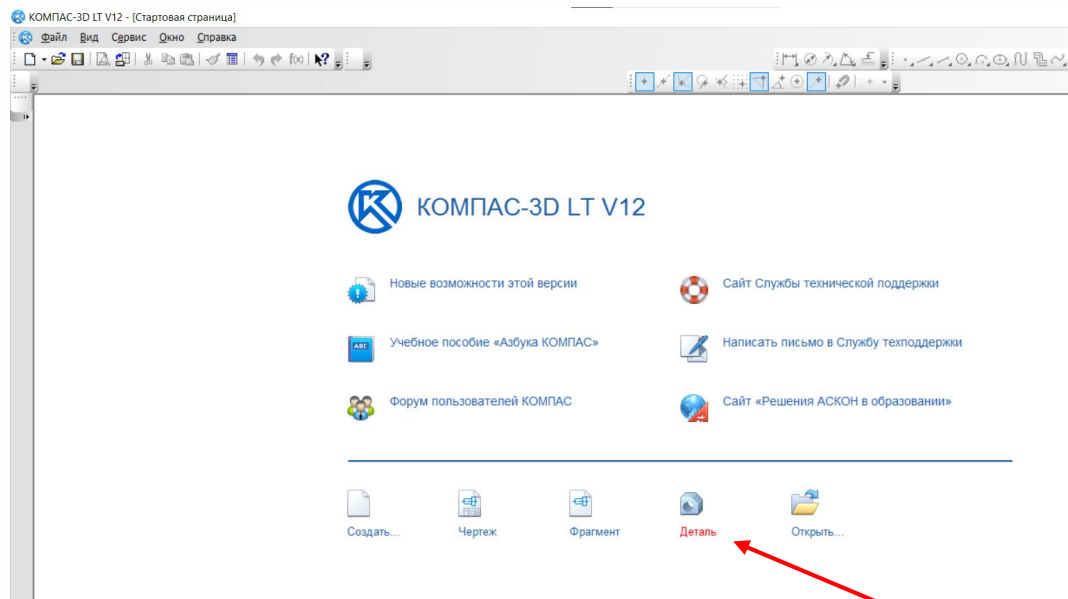 КОМПАС-3D LT V12 - [Стартовая страница]
Файл Вид Сервис Окно Справка
f(x)
КОМПАС-3D LT V12
Новые возможности этой версии
Сайт Службы технической поддержки
ABC
Учебное пособие «Азбука КОМПАС»
Написать письмо в Службу техподдержки
Форум пользователей КОМПАС
Сайт «Решения АСКОН в образовании»
Создать...
Чертеж
Фрагмент
Деталь
Открыть...